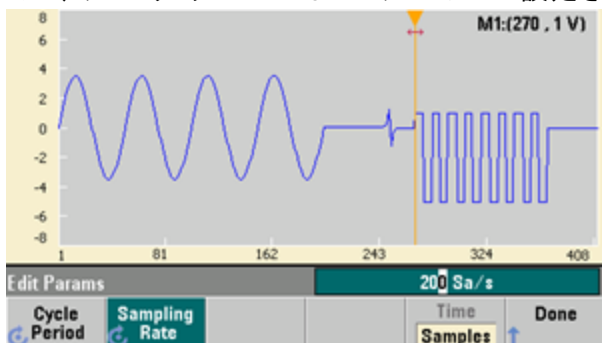 8
M1:(270 , 1 V)
6
4
2
0
-2
-4
-6
-8
1 81 162 243 324 408
Edit Params 200 Sa/s
Cycle Period
Sampling Rate
Time
Samples
Done